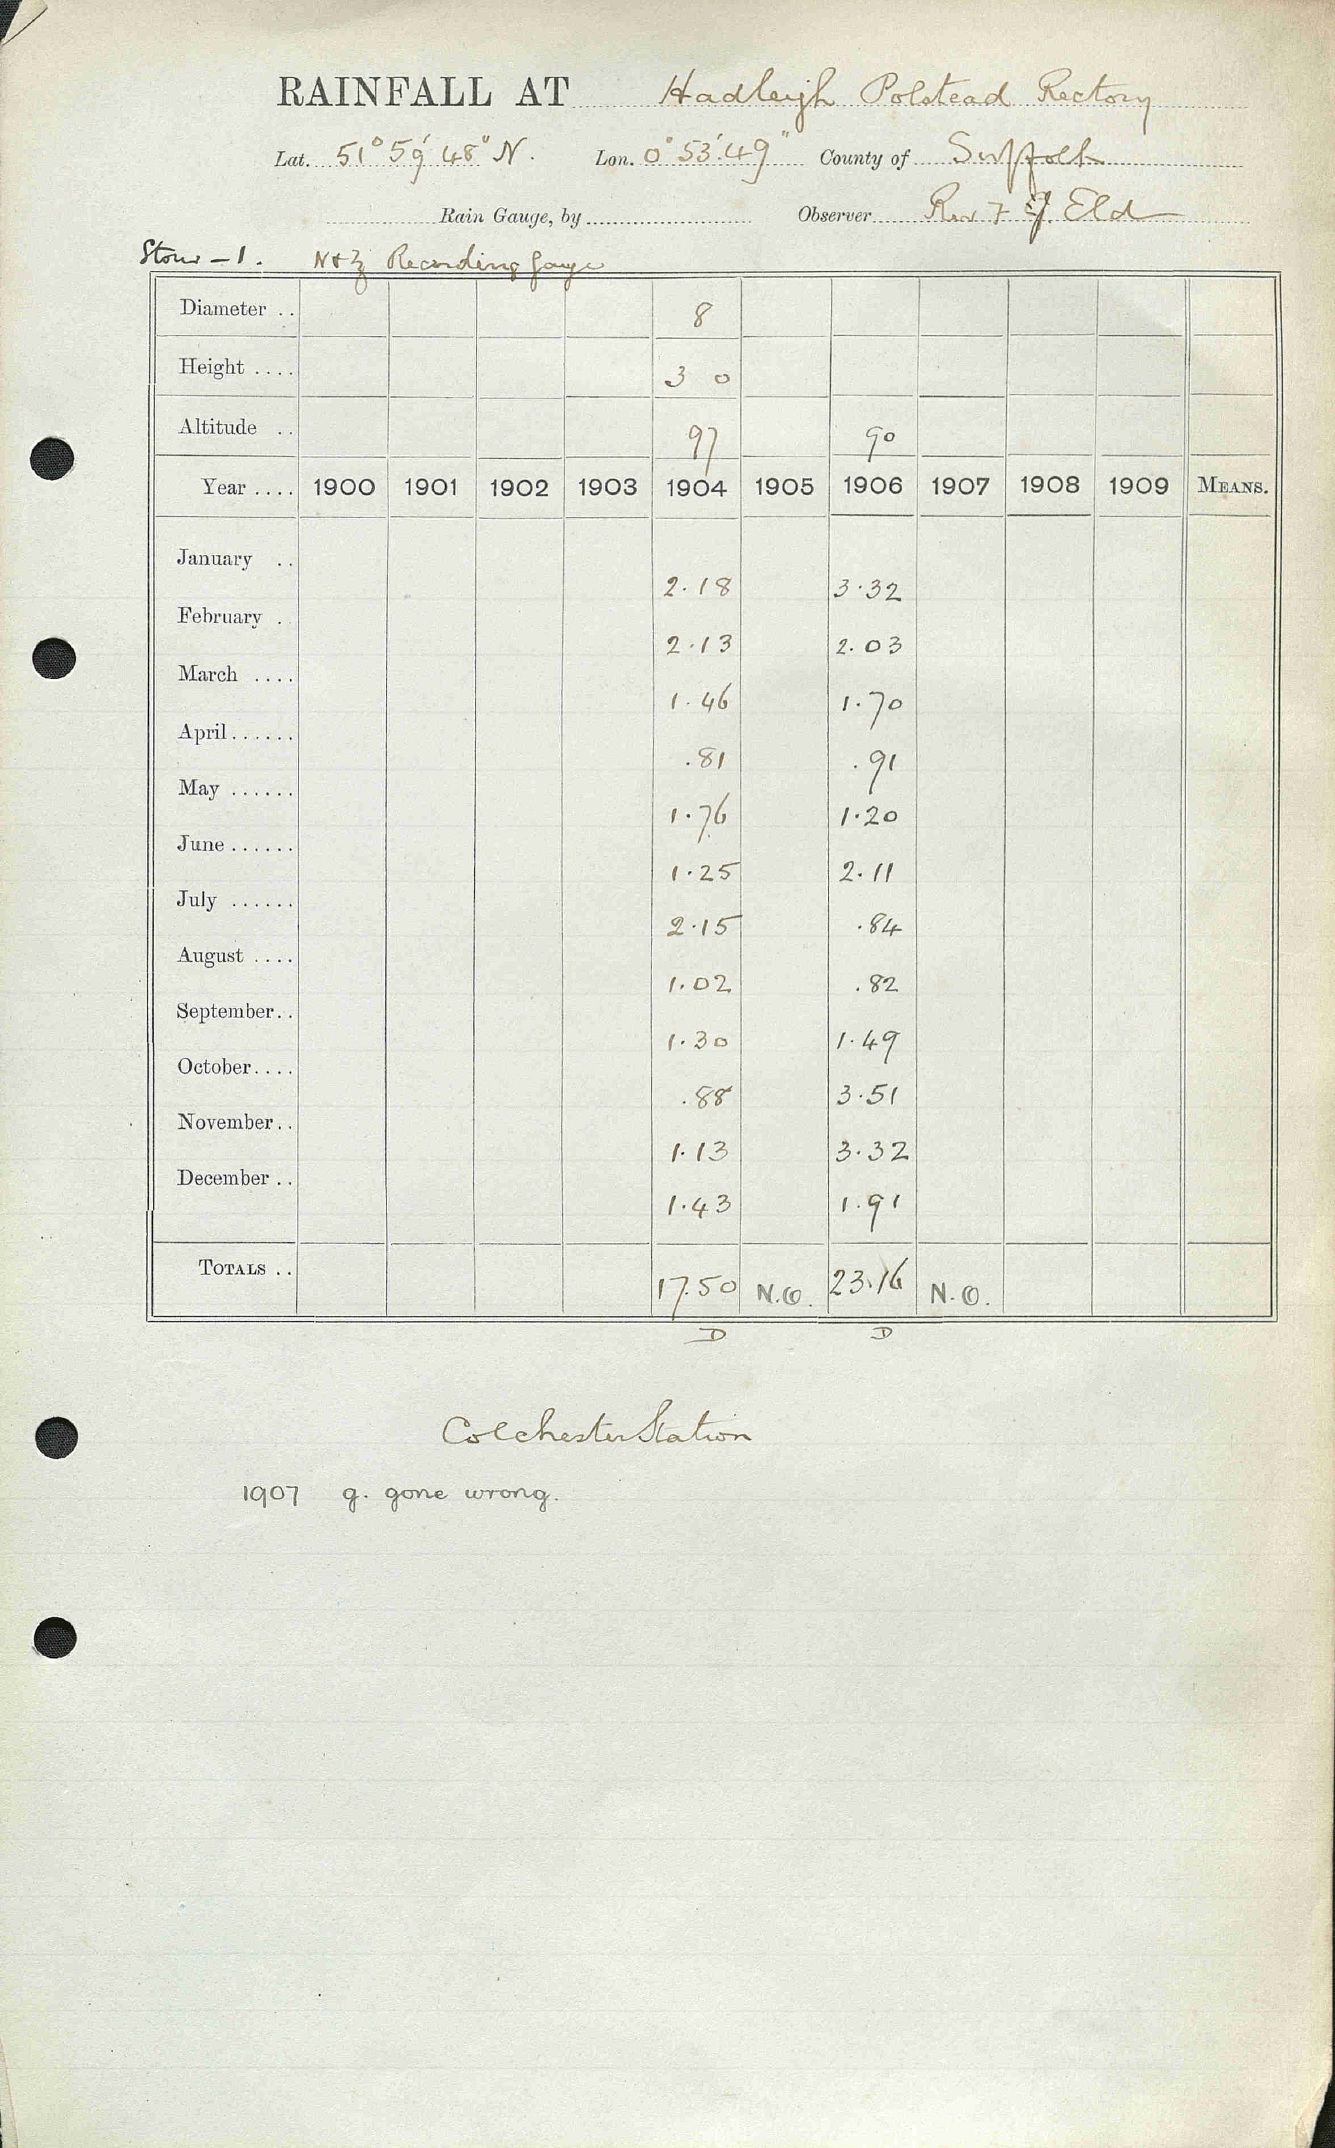 RAINFALL AT Hadleigh Polstead Rectory
Lat. 51° 59' 48" N. Lon. 0° 53' 49" County of Suffolk
Rain Gauge, by Observer Rev F J. Eld
Stour - 1. N & Z Recording gauge
Diameter .. 8
Height .... 3 0
Altitude .. 97 90
Year .... 1900 1901 1902 1903 1904 1905 1906 1907 1908 1909 MEANS.
January .. 2.18 3.32
February . 2.13 2.03
March .... 1.46 1.70
April ...... .81 .91
May ...... 1.76 1.20
June ...... 1.25 2.11
July ...... 2.15 .84
August .... 1.02 .82
September.. 1.30 1.49
October.... .88 3.51
November.. 1.13 3.32
December .. 1.43 1.91
TOTALS .. 17.50 N.O. 23.16 N.O.
D D
Colchester Station
1907 g. gone wrong.